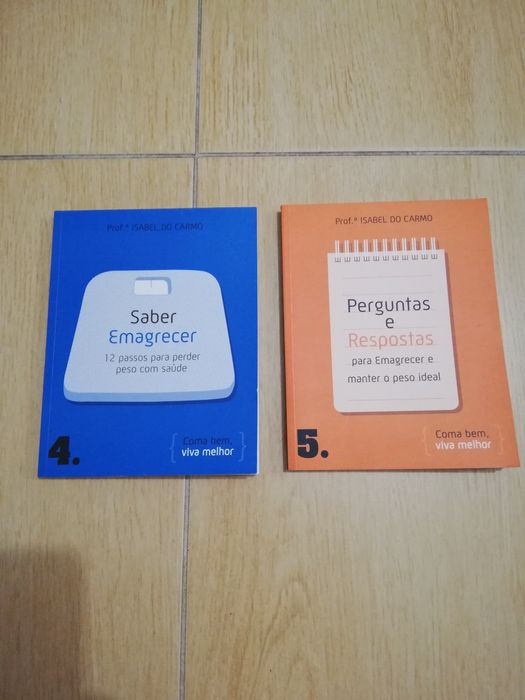 Prof.ª ISABEL DO CARMO
Saber
Emagrecer
12 passos para perder
peso com saúde
4.
Coma bem,
viva melhor
Prof.ª ISABEL DO CARMO
Perguntas
e
Respostas
para Emagrecer e
manter o peso ideal
5.
Coma bem,
viva melhor